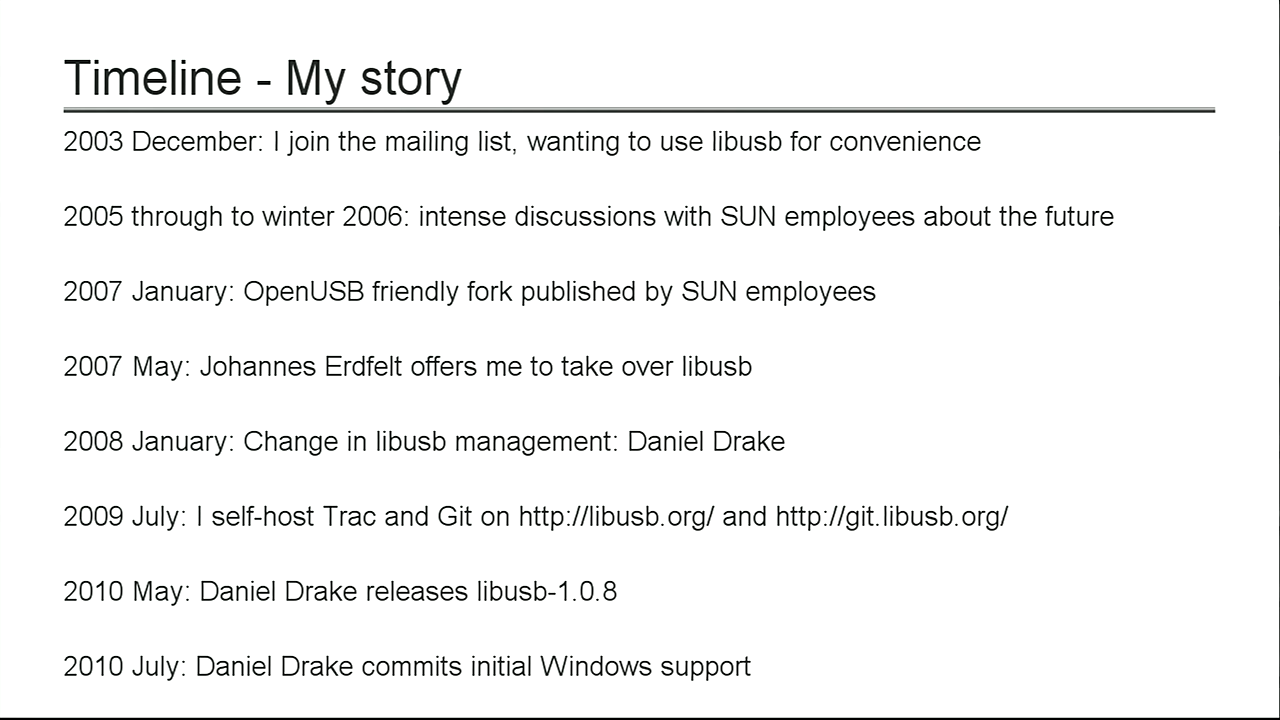 Timeline - My story
2003 December: I join the mailing list, wanting to use libusb for convenience
2005 through to winter 2006: intense discussions with SUN employees about the future
2007 January: OpenUSB friendly fork published by SUN employees
2007 May: Johannes Erdfelt offers me to take over libusb
2008 January: Change in libusb management: Daniel Drake
2009 July: I self-host Trac and Git on http://libusb.org/ and http://git.libusb.org/
2010 May: Daniel Drake releases libusb-1.0.8
2010 July: Daniel Drake commits initial Windows support